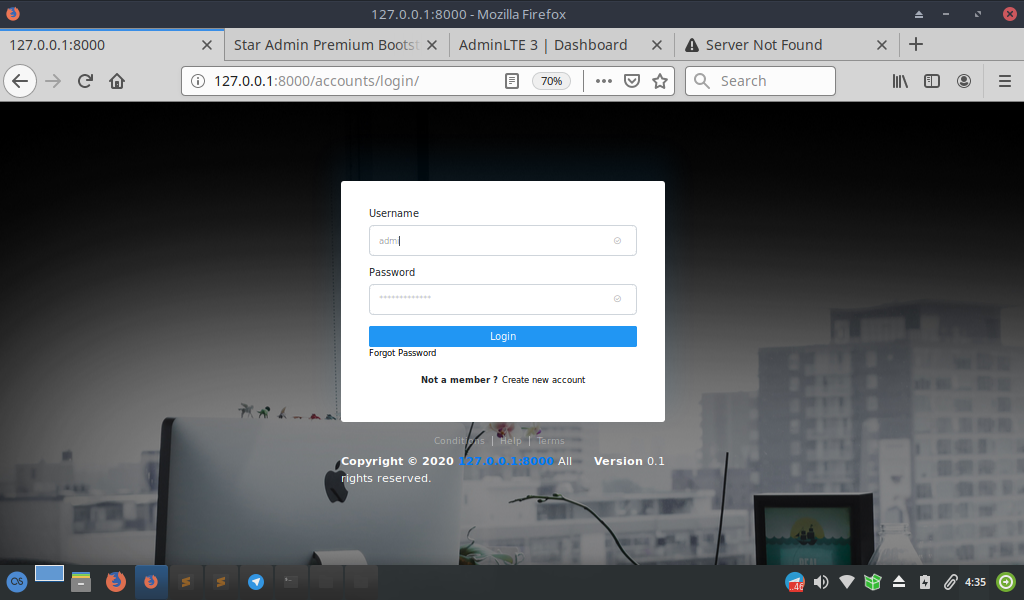 127.0.0.1:8000 - Mozilla Firefox
127.0.0.1:8000
Star Admin Premium Boots
AdminLTE 3 | Dashboard
Server Not Found
127.0.0.1:8000/accounts/login/
70%
Search
Username
adm
Password
*************
Login
Forgot Password
Not a member ? Create new account
Conditions | Help | Terms
Copyright © 2020 127.0.0.1:8000 All rights reserved.
Version 0.1
46
4:35